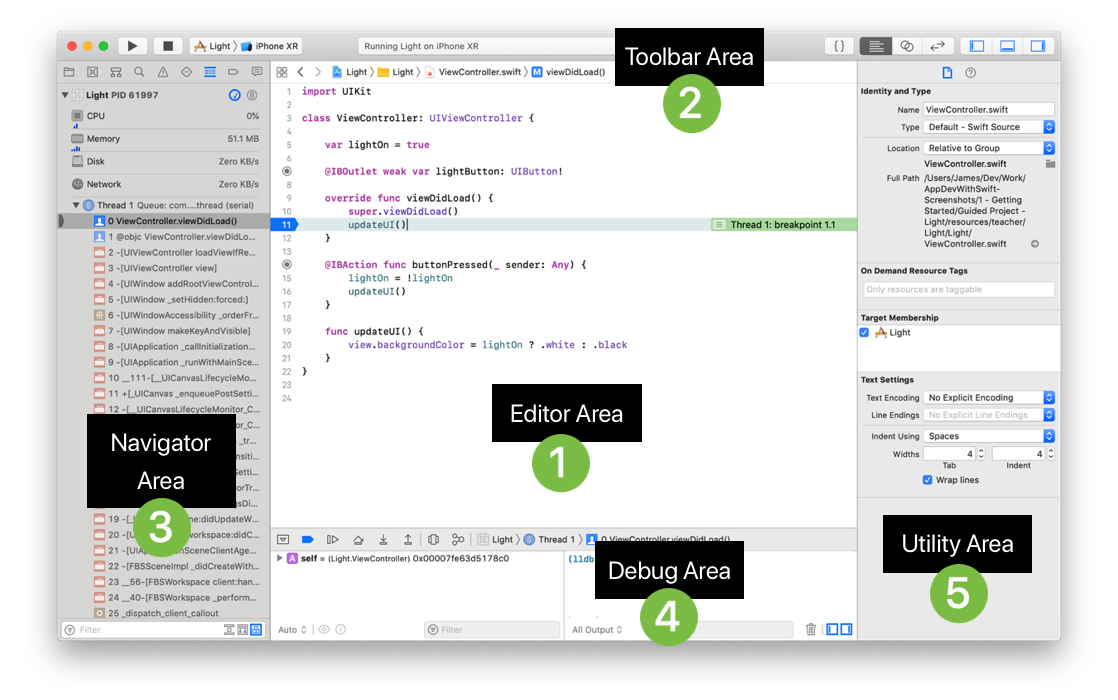 Light
iPhone XR
Running Light on iPhone XR
{}
Toolbar Area
2
Light PID 61997
CPU 0%
Memory 51.1 MB
Disk Zero KB/s
Network Zero KB/s
Thread 1 Queue: com....thread (serial)
0 ViewController.viewDidLoad()
1 @objc ViewController.viewDidLo...
2 -[UIViewController loadViewIfRe...
3 -[UIViewController view]
4 -[UIWindow addRootViewControl...
5 -[UIWindow _setHidden:forced:]
6 -[UIWindowAccessibility _orderFr...
7 -[UIWindow makeKeyAndVisible]
8 -[UIApplication _callInitialization...
9 -[UIApplication _runWithMainSce...
10 __111-[__UICanvasLifecycleMo...
11 +[_UICanvas _enqueuePostSetti...
12 -[__UICanvasLifecycleMonitor_C...
Navigator
Area
3
19 -[_
ne:didUpdateW...
20 -[
workspace:didC...
21 -[UIA
nSceneClientAge...
22 -[FBSSceneImpl _didCreateWith...
23 __56-[FBSWorkspace client:han...
24 __40-[FBSWorkspace _perform...
25 _dispatch_client_callout
Filter
Light
Light
ViewController.swift
M viewDidLoad()
1 import UIKit
2
3 class ViewController: UIViewController {
4
5 var lightOn = true
6
@IBOutlet weak var lightButton: UIButton!
8
9 override func viewDidLoad() {
10 super.viewDidLoad()
11 updateUI()
Thread 1: breakpoint 1.1
12 }
13
@IBAction func buttonPressed(_ sender: Any) {
15 lightOn = !lightOn
16 updateUI()
17 }
18
19 func updateUI() {
20 view.backgroundColor = lightOn ? .white : .black
21 }
22 }
23
24
Editor Area
1
Light
Thread 1
0 ViewController.viewDidLoad()
A self = (Light.ViewController) 0x00007fe63d5178c0
(lldb
Debug Area
4
Auto
Filter
All Output
Identity and Type
Name ViewController.swift
Type Default - Swift Source
Location Relative to Group
ViewController.swift
Full Path /Users/James/Dev/Work/
AppDevWithSwift-
Screenshots/1 - Getting
Started/Guided Project -
Light/resources/teacher/
Light/Light/
ViewController.swift
On Demand Resource Tags
Only resources are taggable
Target Membership
Light
Text Settings
Text Encoding No Explicit Encoding
Line Endings No Explicit Line Endings
Indent Using Spaces
Widths 4 4
Tab Indent
Wrap lines
Utility Area
5